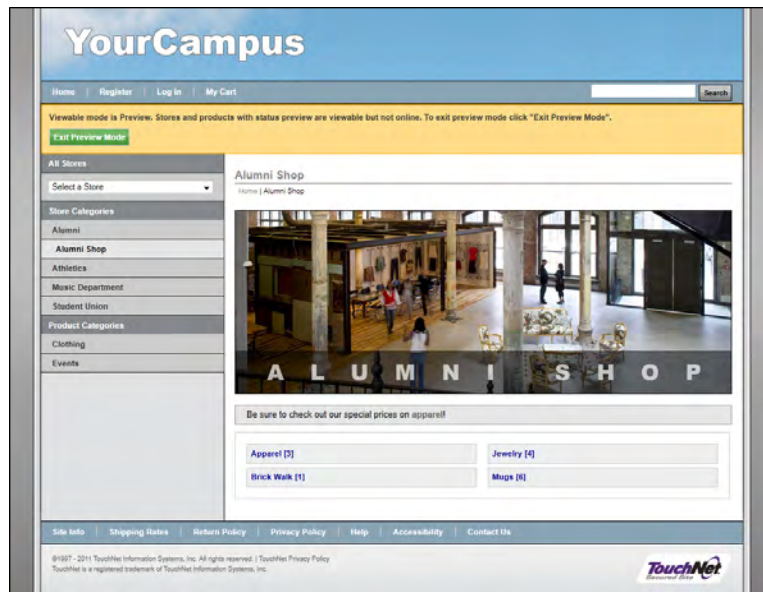 YourCampus
Home | Register | Log In | My Cart
Search
Viewable mode is Preview. Stores and products with status preview are viewable but not online. To exit preview mode click "Exit Preview Mode".
Exit Preview Mode
All Stores
Select a Store
Store Categories
Alumni
Alumni Shop
Athletics
Music Department
Student Union
Product Categories
Clothing
Events
Alumni Shop
Home | Alumni Shop
ALUMNI SHOP
Be sure to check out our special prices on apparel!
Apparel [3]
Jewelry [4]
Brick Walk [1]
Mugs [6]
Site Info | Shipping Rates | Return Policy | Privacy Policy | Help | Accessibility | Contact Us
©1997 - 2011 TouchNet Information Systems, Inc. All rights reserved. | TouchNet Privacy Policy
TouchNet is a registered trademark of TouchNet Information Systems, Inc.
TouchNet
Secured Site